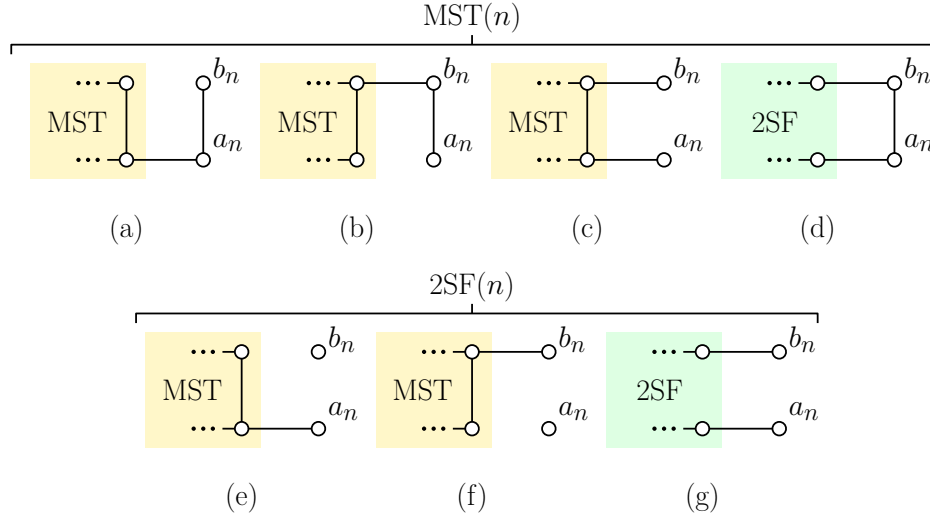 MST(n)
b_n b_n b_n b_n
MST MST MST 2SF
a_n a_n a_n a_n
(a) (b) (c) (d)
2SF(n)
b_n b_n b_n
MST MST 2SF
a_n a_n a_n
(e) (f) (g)